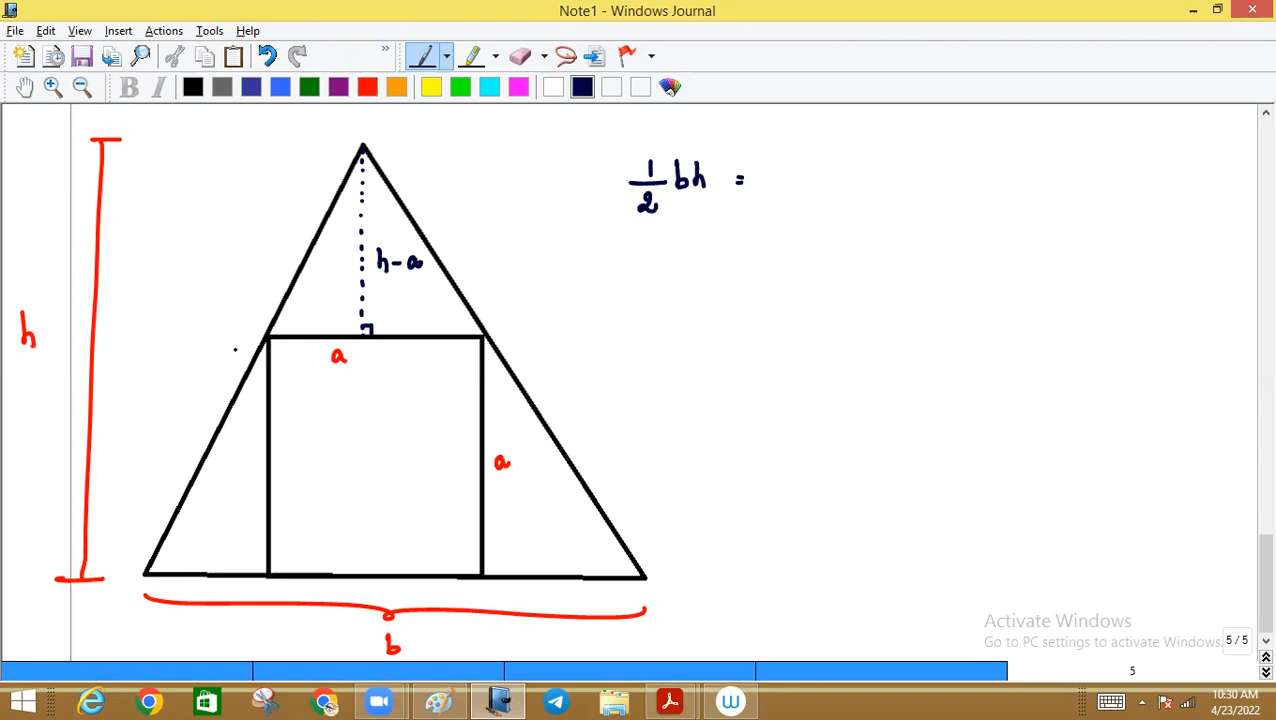 Note1 - Windows Journal
File Edit View Insert Actions Tools Help
»
B I
1
2
bh =
h - a
h
a
a
b
Activate Windows
Go to PC settings to activate Windows.
5 / 5
5
10:30 AM
4/23/2022